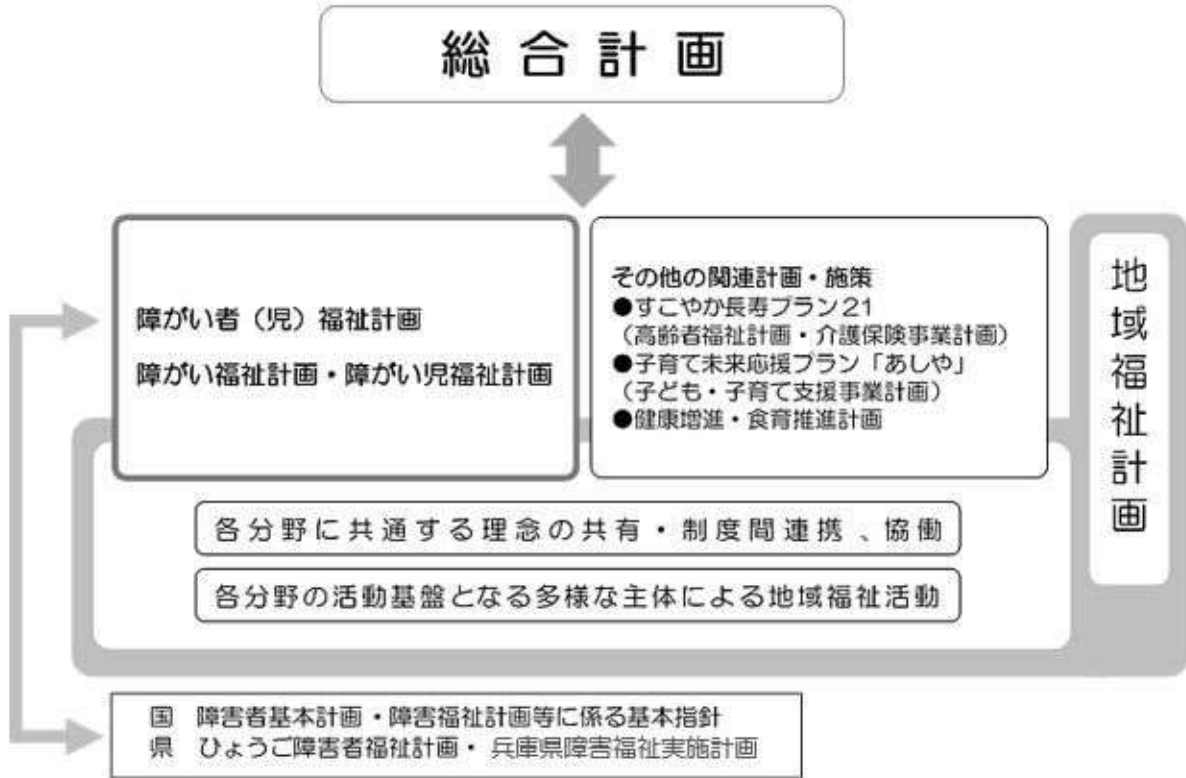 総合計画
障がい者（児）福祉計画
障がい福祉計画・障がい児福祉計画
その他の関連計画・施策
●すこやか長寿プラン21
（高齢者福祉計画・介護保険事業計画）
●子育て未来応援プラン「あしや」
（子ども・子育て支援事業計画）
●健康増進・食育推進計画
地域福祉計画
各分野に共通する理念の共有・制度間連携、協働
各分野の活動基盤となる多様な主体による地域福祉活動
国 障害者基本計画・障害福祉計画等に係る基本指針
県 ひょうご障害者福祉計画・兵庫県障害福祉実施計画